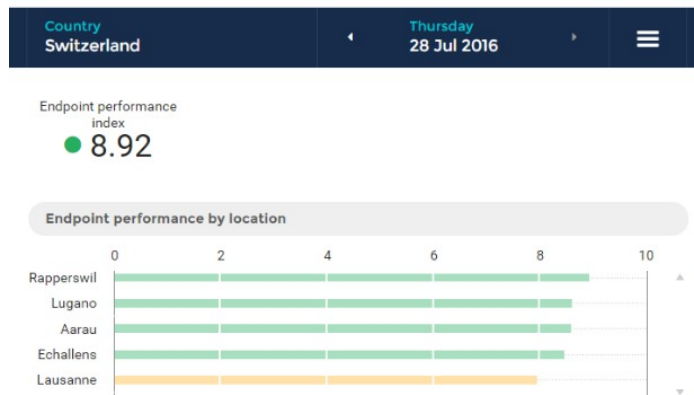 Country
Switzerland
Thursday
28 Jul 2016
Endpoint performance
index
8.92
Endpoint performance by location
0 2 4 6 8 10
Rapperswil
Lugano
Aarau
Echallens
Lausanne